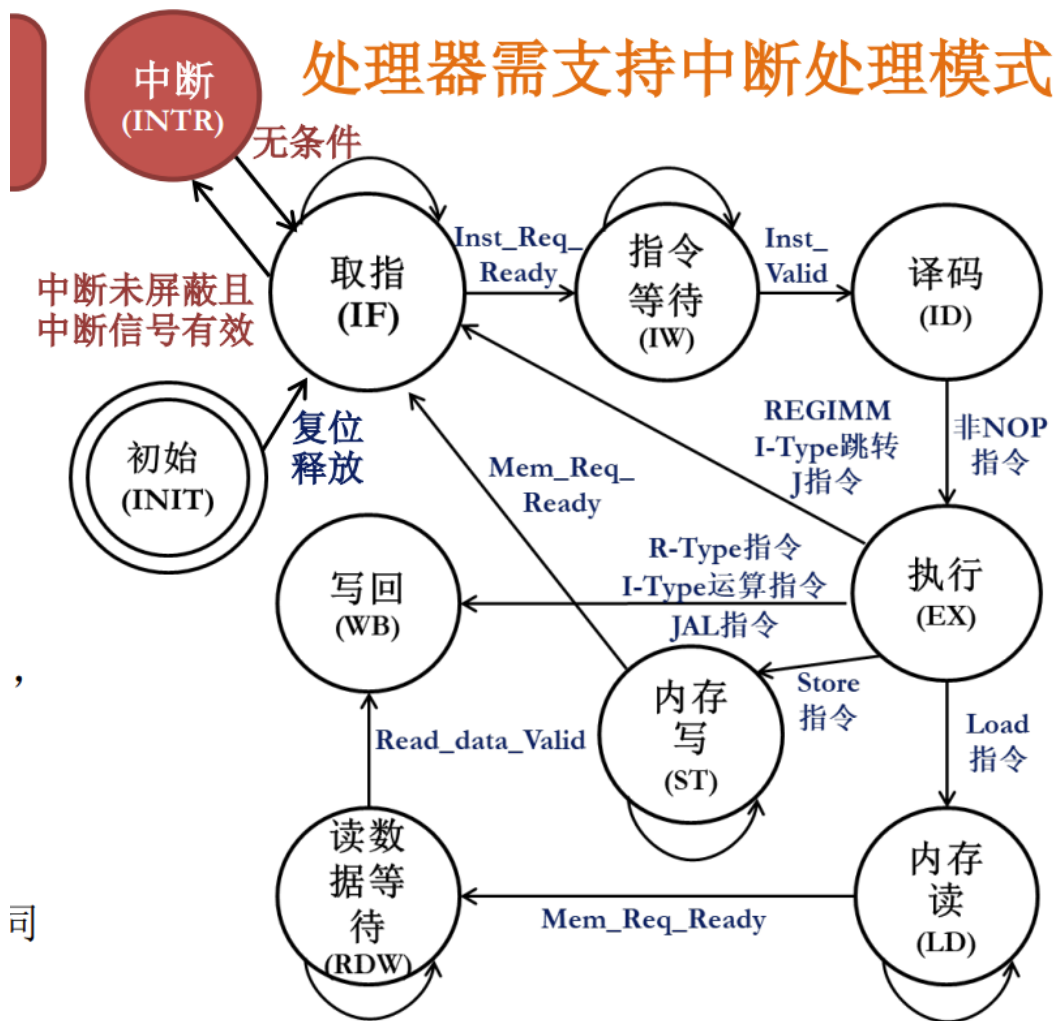 处理器需支持中断处理模式
中断
(INTR)
无条件
中断未屏蔽且
中断信号有效
取指
(IF)
Inst_Req_
Ready
指令
等待
(IW)
Inst_
Valid
译码
(ID)
初始
(INIT)
复位
释放
Mem_Req_
Ready
REGIMM
I-Type跳转
J指令
非NOP
指令
写回
(WB)
R-Type指令
I-Type运算指令
JAL指令
执行
(EX)
，
内存
写
(ST)
Store
指令
Load
指令
Read_data_Valid
读数
据等
待
(RDW)
Mem_Req_Ready
内存
读
(LD)
司